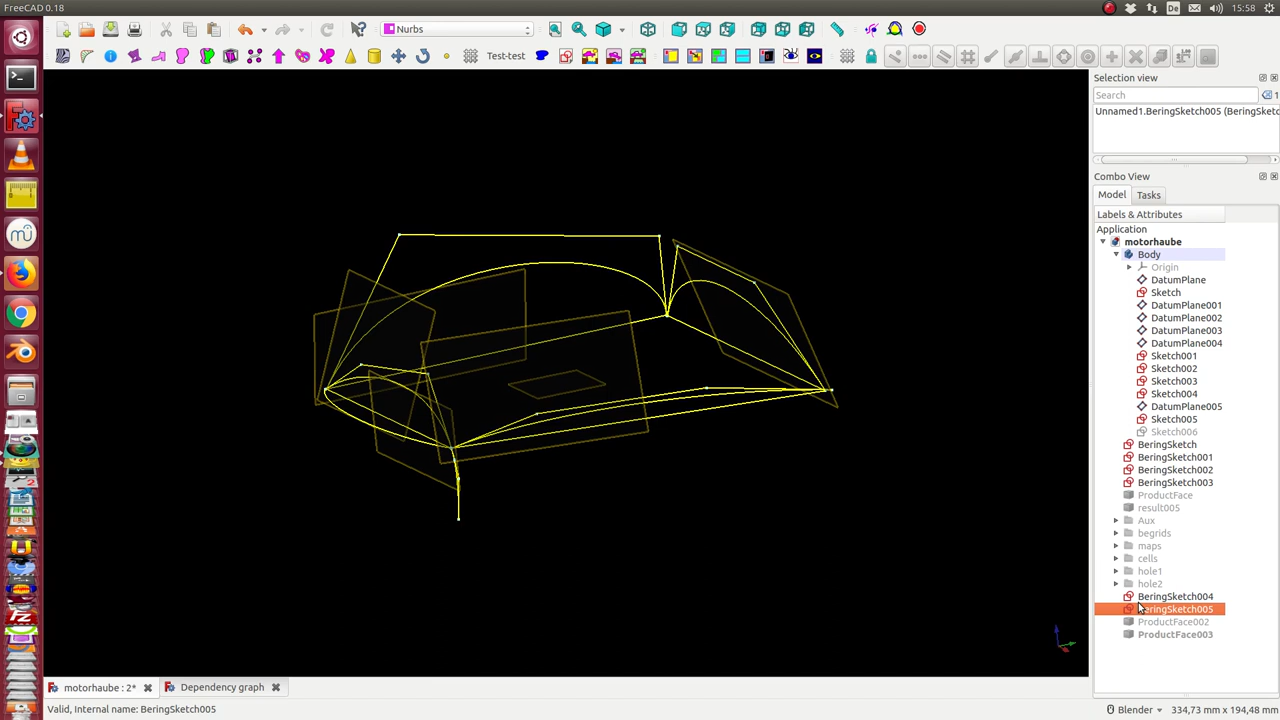 FreeCAD 0.18
De
15:58
Nurbs
Test-test
Selection view
Search
1
Unnamed1.BeringSketch005 (BeringSketc
Combo View
Model
Tasks
Labels & Attributes
Application
motorhaube
Body
Origin
DatumPlane
Sketch
DatumPlane001
DatumPlane002
DatumPlane003
DatumPlane004
Sketch001
Sketch002
Sketch003
Sketch004
DatumPlane005
Sketch005
Sketch006
BeringSketch
BeringSketch001
BeringSketch002
BeringSketch003
ProductFace
result005
Aux
begrids
maps
cells
hole1
hole2
BeringSketch004
BeringSketch005
ProductFace002
ProductFace003
motorhaube : 2*
Dependency graph
Valid, Internal name: BeringSketch005
Blender
334,73 mm x 194,48 mm